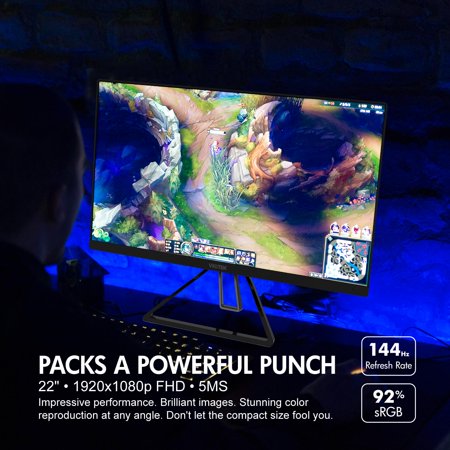 VIOTEK
PACKS A POWERFUL PUNCH
22" • 1920x1080p FHD • 5MS
Impressive performance. Brilliant images. Stunning color
reproduction at any angle. Don't let the compact size fool you.
144Hz
Refresh Rate
92%
sRGB